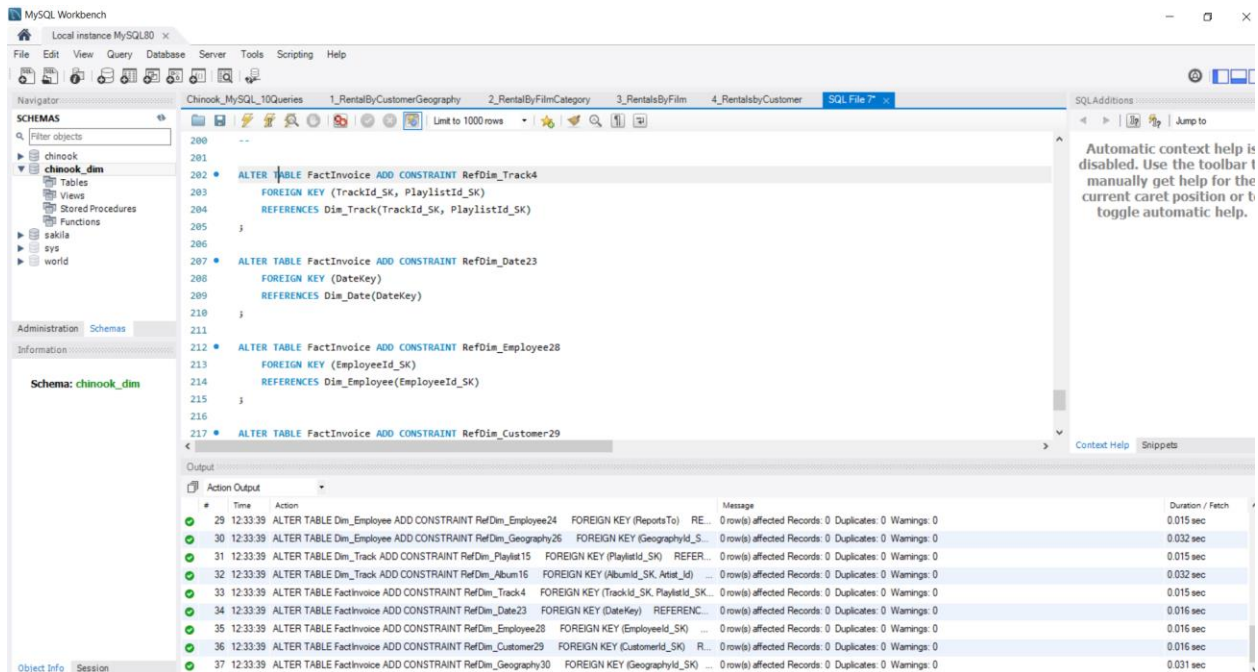 MySQL Workbench
Local instance MySQL80 ×
File Edit View Query Database Server Tools Scripting Help
Navigator
SCHEMAS
Filter objects
chinook
chinook_dim
Tables
Views
Stored Procedures
Functions
sakila
sys
world
Administration Schemas
Information
Schema: chinook_dim
Object Info Session
Chinook_MySQL_10Queries 1_RentalByCustomerGeography 2_RentalByFilmCategory 3_RentalsByFilm 4_RentalsbyCustomer SQL File 7* ×
Limit to 1000 rows
200 --
201
202 ALTER TABLE FactInvoice ADD CONSTRAINT RefDim_Track4
203 FOREIGN KEY (TrackId_SK, PlaylistId_SK)
204 REFERENCES Dim_Track(TrackId_SK, PlaylistId_SK)
205 ;
206
207 ALTER TABLE FactInvoice ADD CONSTRAINT RefDim_Date23
208 FOREIGN KEY (DateKey)
209 REFERENCES Dim_Date(DateKey)
210 ;
211
212 ALTER TABLE FactInvoice ADD CONSTRAINT RefDim_Employee28
213 FOREIGN KEY (EmployeeId_SK)
214 REFERENCES Dim_Employee(EmployeeId_SK)
215 ;
216
217 ALTER TABLE FactInvoice ADD CONSTRAINT RefDim_Customer29
SQLAdditions
Jump to
Automatic context help is
disabled. Use the toolbar t
manually get help for the
current caret position or to
toggle automatic help.
Context Help Snippets
Output
Action Output
# Time Action Message Duration / Fetch
29 12:33:39 ALTER TABLE Dim_Employee ADD CONSTRAINT RefDim_Employee24 FOREIGN KEY (ReportsTo) RE... 0 row(s) affected Records: 0 Duplicates: 0 Warnings: 0 0.015 sec
30 12:33:39 ALTER TABLE Dim_Employee ADD CONSTRAINT RefDim_Geography26 FOREIGN KEY (GeographyId_S... 0 row(s) affected Records: 0 Duplicates: 0 Warnings: 0 0.032 sec
31 12:33:39 ALTER TABLE Dim_Track ADD CONSTRAINT RefDim_Playlist15 FOREIGN KEY (PlaylistId_SK) REFER... 0 row(s) affected Records: 0 Duplicates: 0 Warnings: 0 0.015 sec
32 12:33:39 ALTER TABLE Dim_Track ADD CONSTRAINT RefDim_Album16 FOREIGN KEY (AlbumId_SK, Artist_Id) ... 0 row(s) affected Records: 0 Duplicates: 0 Warnings: 0 0.032 sec
33 12:33:39 ALTER TABLE FactInvoice ADD CONSTRAINT RefDim_Track4 FOREIGN KEY (TrackId_SK, PlaylistId_SK... 0 row(s) affected Records: 0 Duplicates: 0 Warnings: 0 0.015 sec
34 12:33:39 ALTER TABLE FactInvoice ADD CONSTRAINT RefDim_Date23 FOREIGN KEY (DateKey) REFERENC... 0 row(s) affected Records: 0 Duplicates: 0 Warnings: 0 0.016 sec
35 12:33:39 ALTER TABLE FactInvoice ADD CONSTRAINT RefDim_Employee28 FOREIGN KEY (EmployeeId_SK) ... 0 row(s) affected Records: 0 Duplicates: 0 Warnings: 0 0.016 sec
36 12:33:39 ALTER TABLE FactInvoice ADD CONSTRAINT RefDim_Customer29 FOREIGN KEY (CustomerId_SK) R... 0 row(s) affected Records: 0 Duplicates: 0 Warnings: 0 0.016 sec
37 12:33:39 ALTER TABLE FactInvoice ADD CONSTRAINT RefDim_Geography30 FOREIGN KEY (GeographyId_SK) ... 0 row(s) affected Records: 0 Duplicates: 0 Warnings: 0 0.031 sec